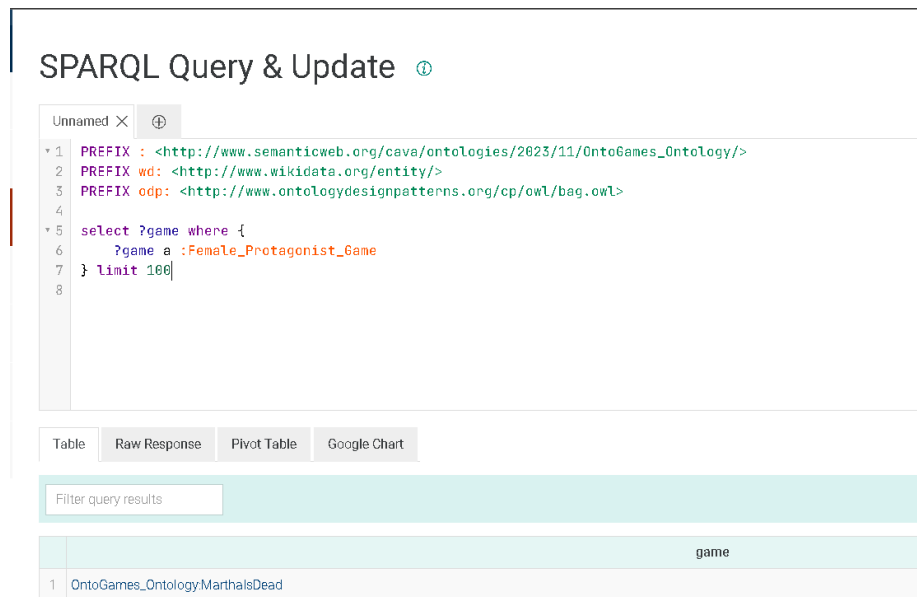 SPARQL Query & Update
Unnamed
1 PREFIX : <http://www.semanticweb.org/cava/ontologies/2023/11/OntoGames_Ontology/>
2 PREFIX wd: <http://www.wikidata.org/entity/>
3 PREFIX odp: <http://www.ontologydesignpatterns.org/cp/owl/bag.owl>
4
5 select ?game where {
6 ?game a :Female_Protagonist_Game
7 } limit 100
8
Table Raw Response Pivot Table Google Chart
Filter query results
game
1 OntoGames_Ontology:MarthaIsDead